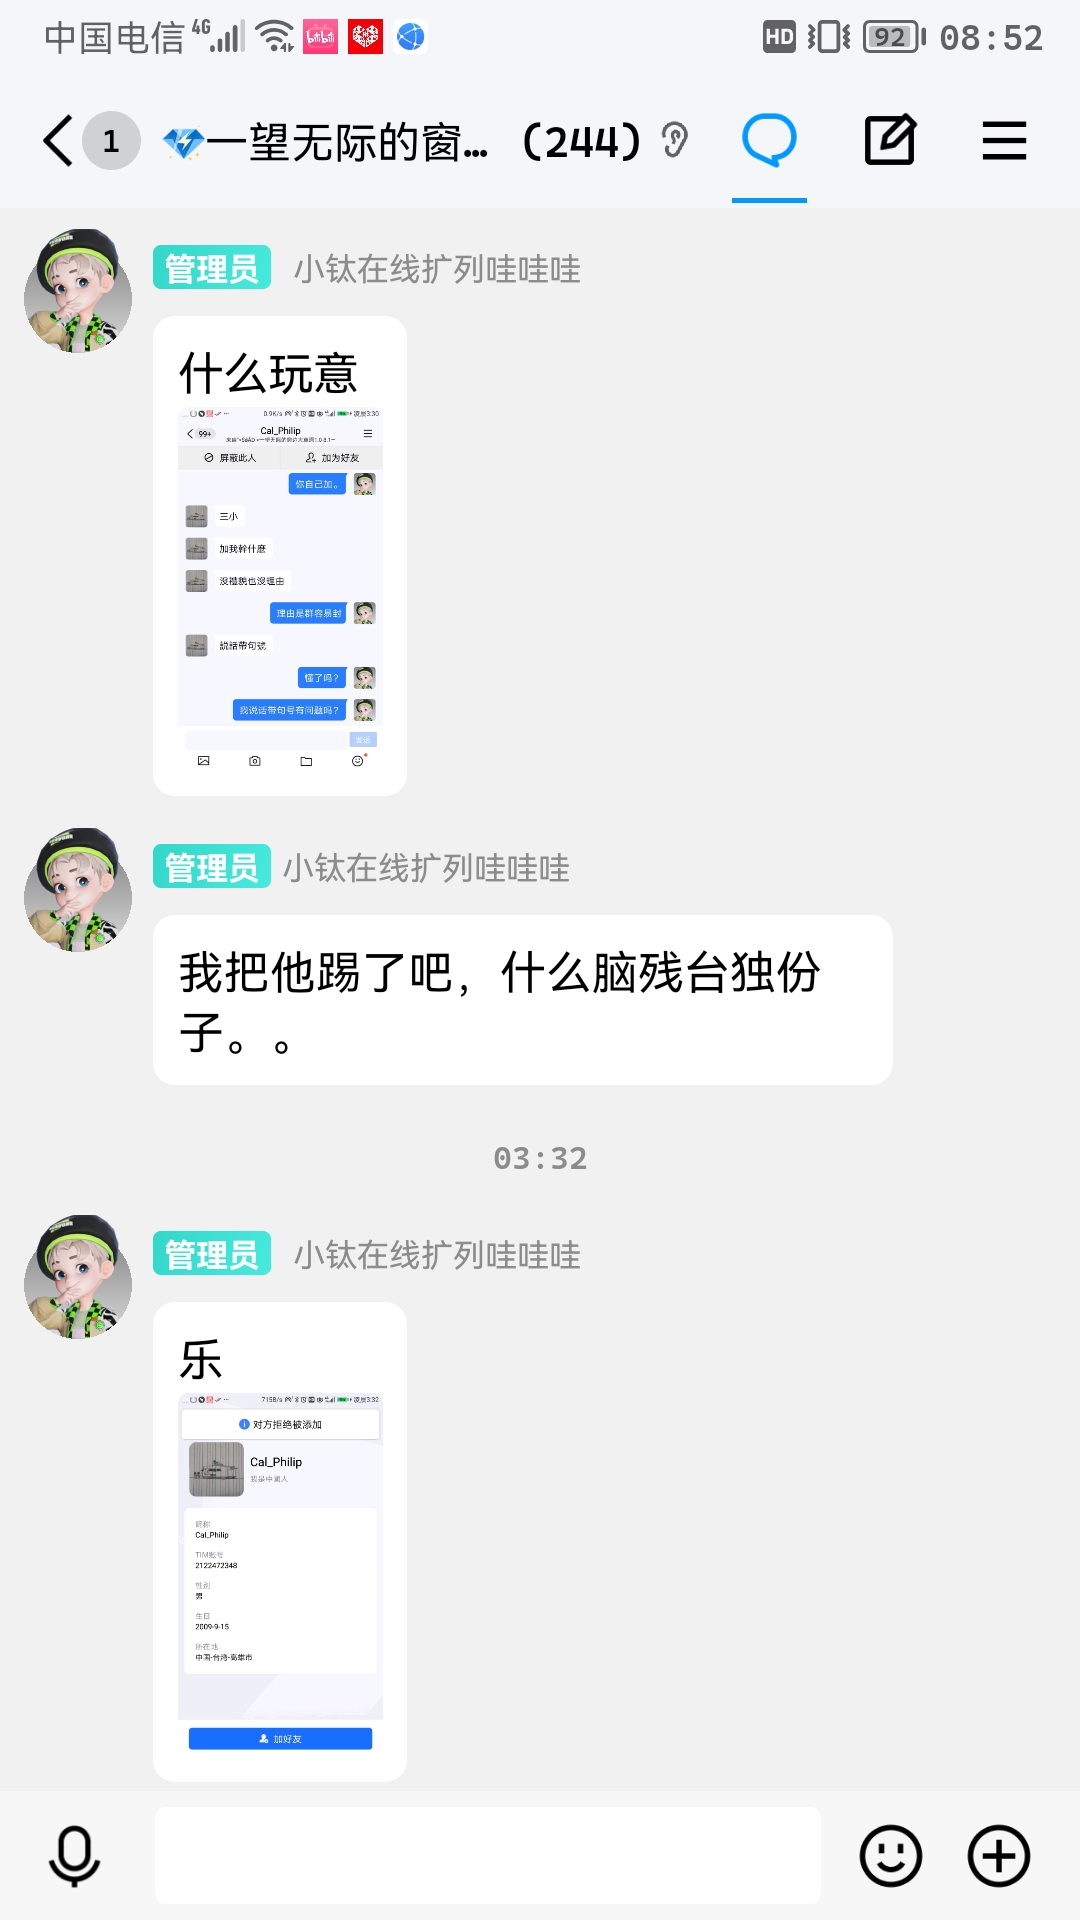 中国电信 4G HD 92 08:52
1 一望无际的窗… (244)
管理员 小钛在线扩列哇哇哇
什么玩意
0.9K/s 凌晨3:30
99+ Cal_Philip
屏蔽此人 加为好友
你自己加。
三小
加我幹什麽
沒禮貌也沒理由
理由是群容易封
說話帶句號
懂了吗?
我说话带句号有问题吗?
发送
管理员 小钛在线扩列哇哇哇
我把他踢了吧，什么脑残台独份
子。。
03:32
管理员 小钛在线扩列哇哇哇
乐
715B/s 凌晨3:32
对方拒绝被添加
Cal_Philip
昵称
Cal_Philip
TIM账号
2122472348
性别
男
生日
2009-9-15
所在地
中国-台湾-高雄市
加好友